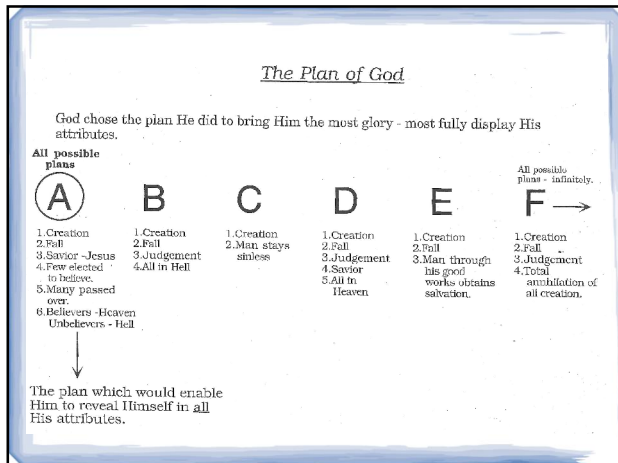 The Plan of God
God chose the plan He did to bring Him the most glory - most fully display His
attributes.
All possible
plans
A
1.Creation
2.Fall
3.Savior -Jesus
4.Few elected
to believe.
5.Many passed
over.
6.Believers -Heaven
Unbelievers - Hell
B
1.Creation
2.Fall
3.Judgement
4.All in Hell
C
1.Creation
2.Man stays
sinless
D
1.Creation
2.Fall
3.Judgement
4.Savior
5.All in
Heaven
E
1.Creation
2.Fall
3.Man through
his good
works obtains
salvation.
All possible
plans - infinitely.
F
1.Creation
2.Fall
3.Judgement
4.Total
annhilation of
all creation.
The plan which would enable
Him to reveal Himself in all
His attributes.